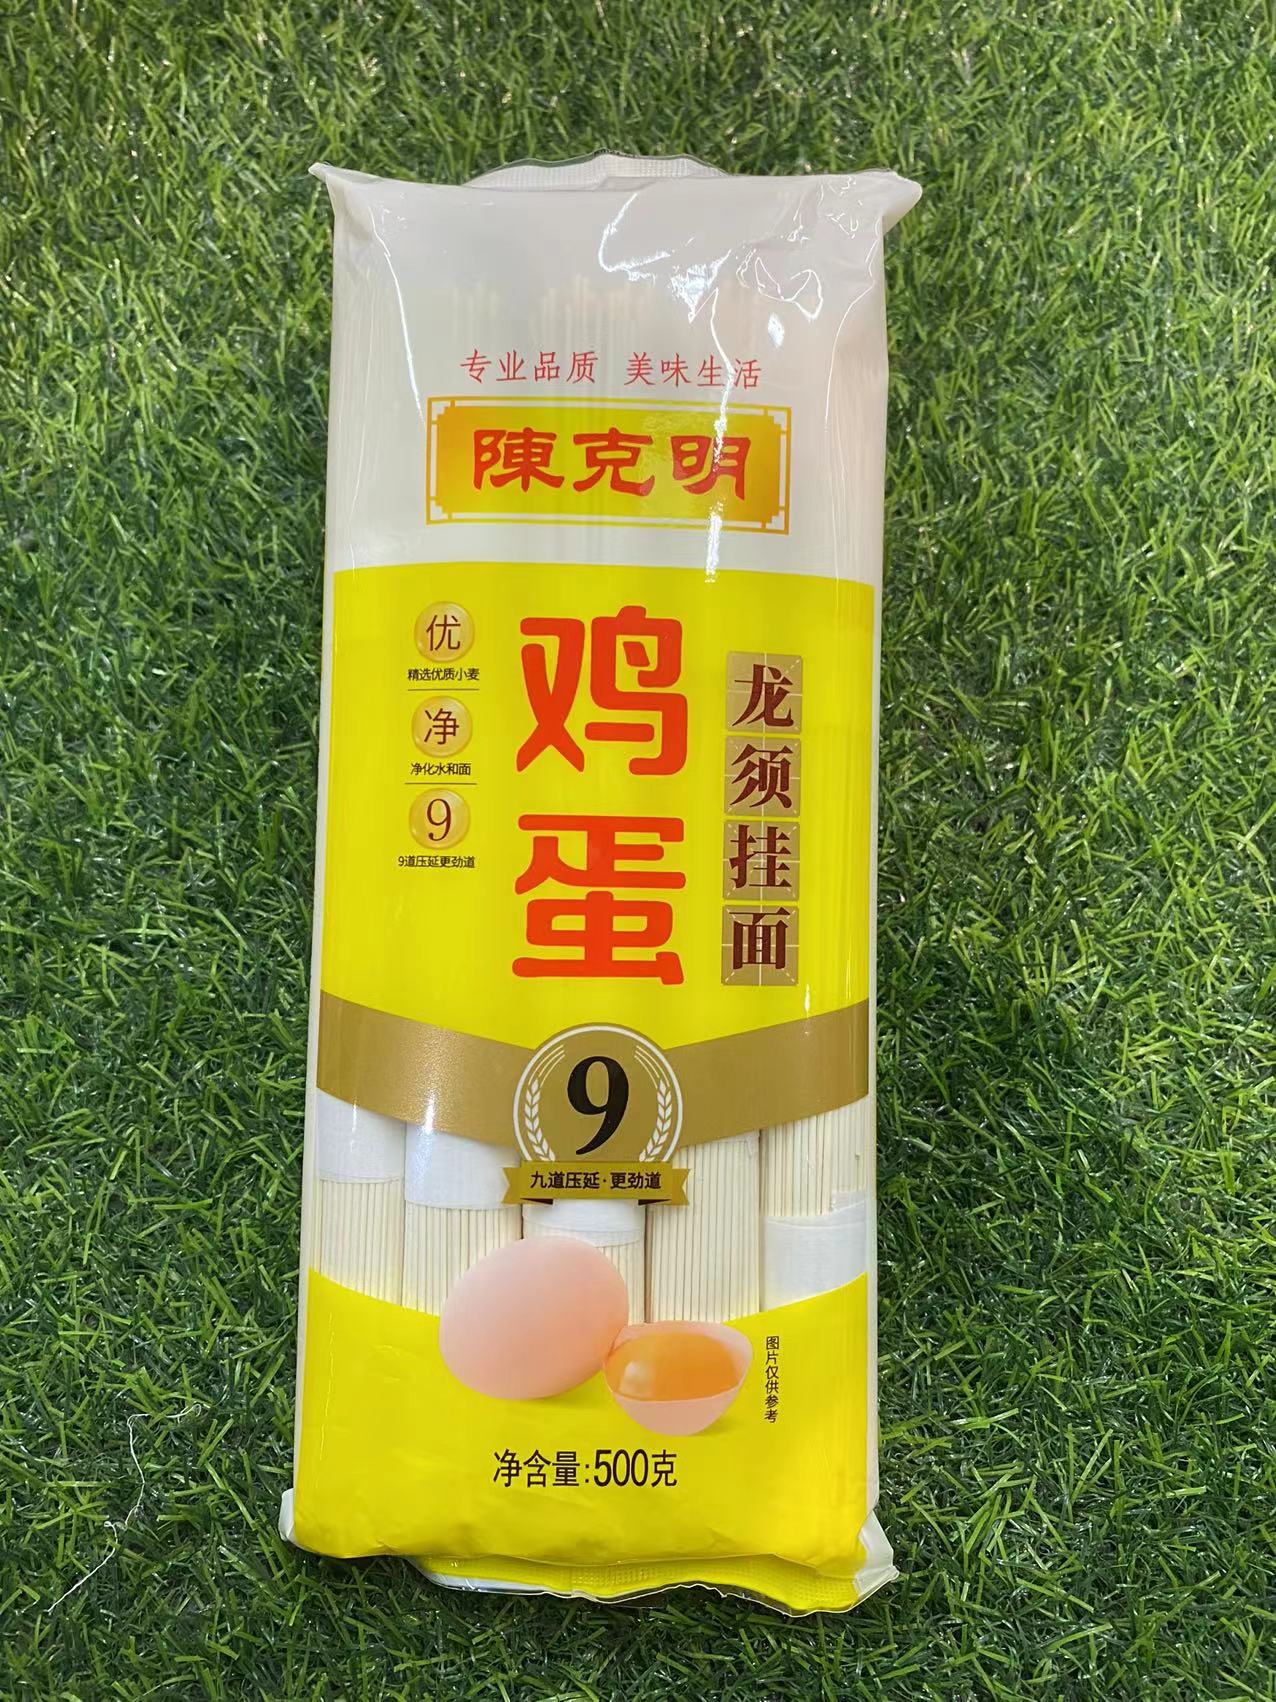 专业品质 美味生活
陳克明
优
精选优质小麦
净
净化水和面
9
9道压延更劲道
鸡蛋
龙须挂面
9
九道压延·更劲道
图片仅供参考
净含量:500克